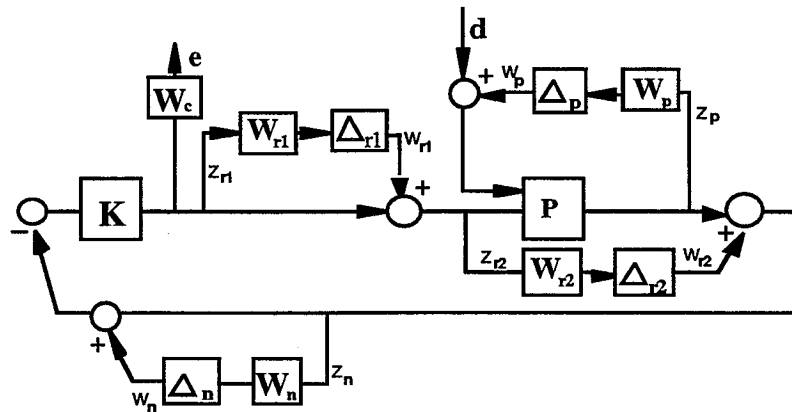 d
e
+
w_p
Δ_p
W_p
z_p
W_c
W_r1
Δ_r1
w_r1
z_r1
+
K
P
−
+
z_r2
W_r2
Δ_r2
w_r2
+
w_n
Δ_n
W_n
z_n